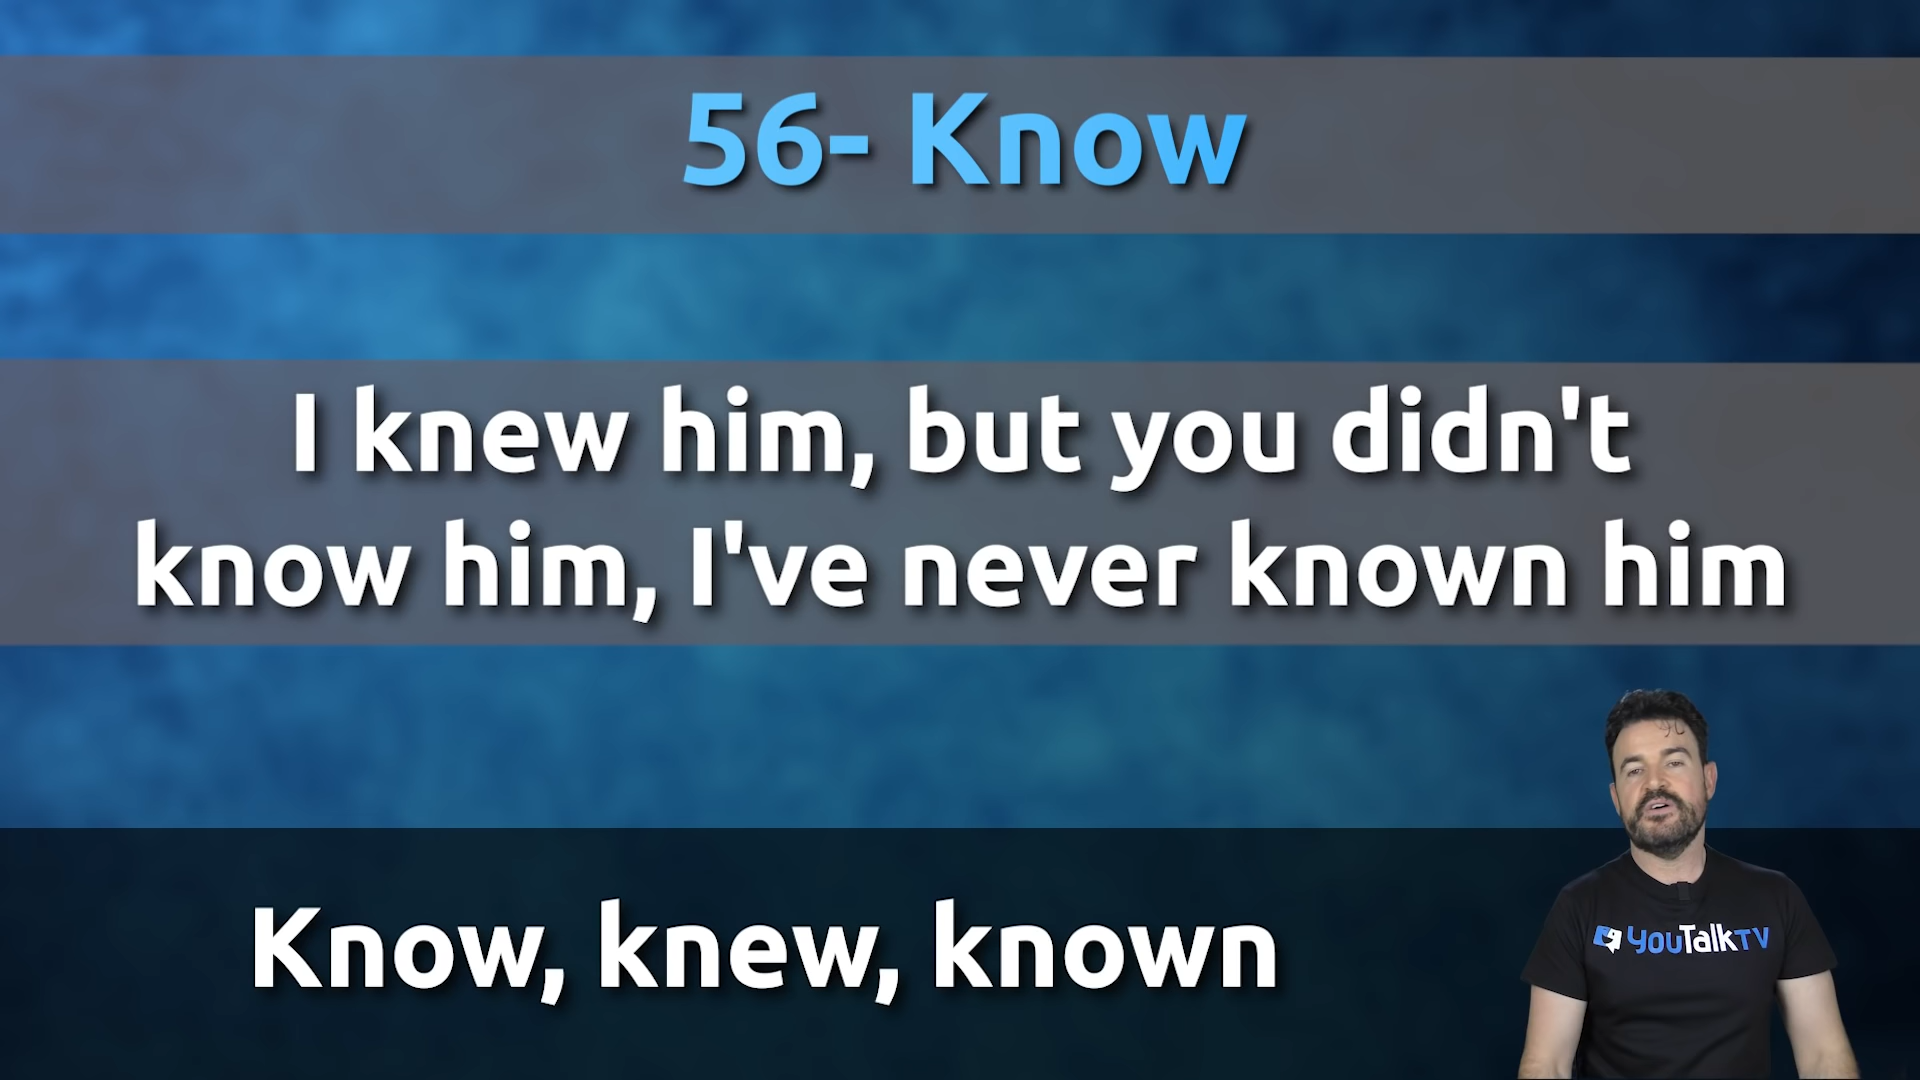 56- Know
I knew him, but you didn't
know him, I've never known him
Know, knew, known
YouTalkTV